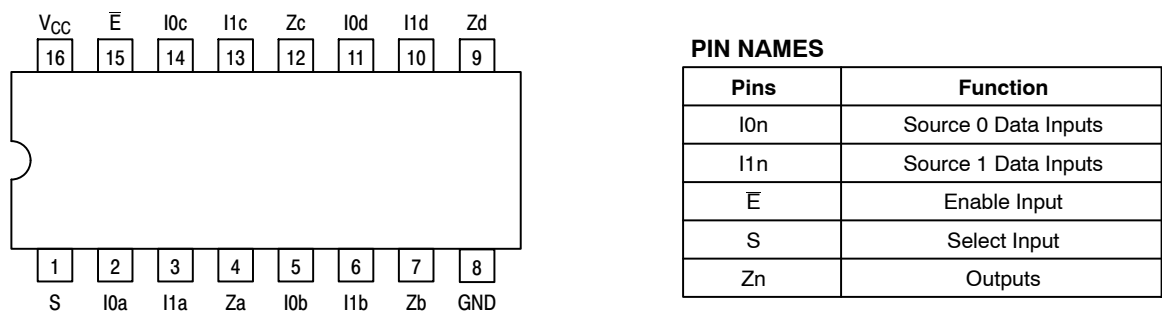 VCC E̅ I0c I1c Zc I0d I1d Zd
16 15 14 13 12 11 10 9
1 2 3 4 5 6 7 8
S I0a I1a Za I0b I1b Zb GND
PIN NAMES
Pins Function
I0n Source 0 Data Inputs
I1n Source 1 Data Inputs
E̅ Enable Input
S Select Input
Zn Outputs